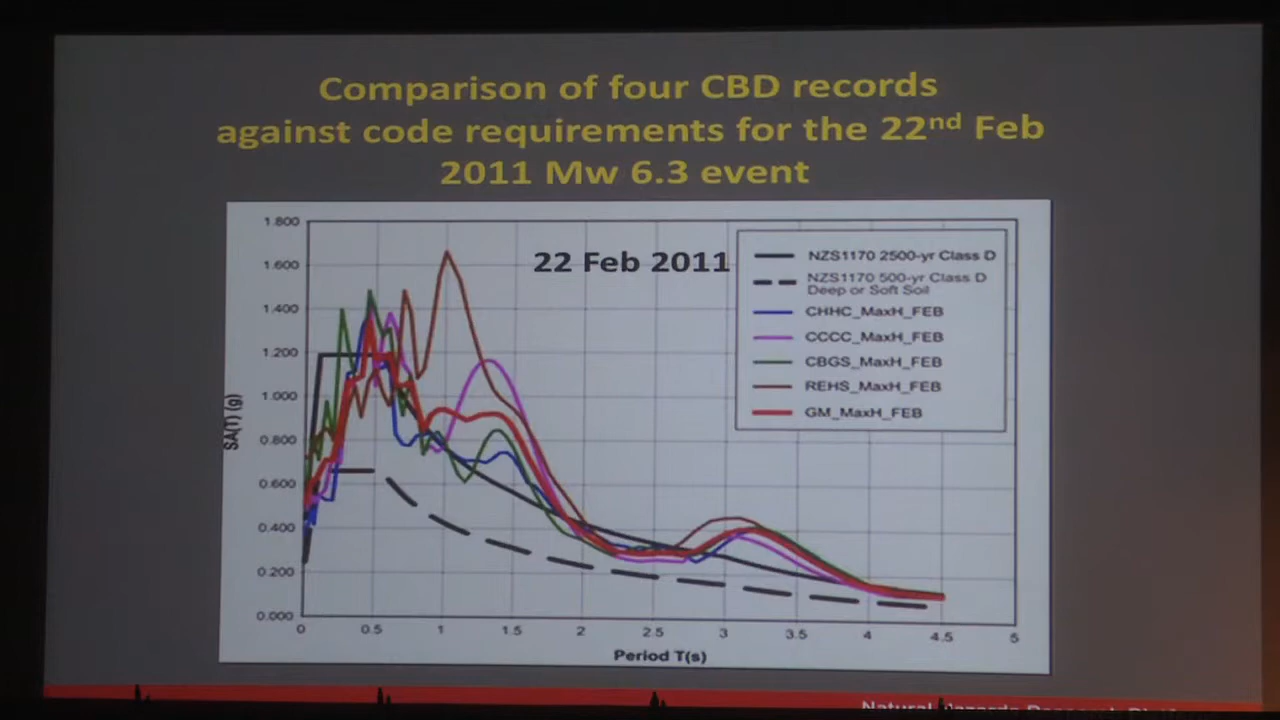 Comparison of four CBD records
against code requirements for the 22nd Feb
2011 Mw 6.3 event
22 Feb 2011
1.800
1.600
1.400
1.200
1.000
0.800
0.600
0.400
0.200
0.000
SA(T) (g)
0 0.5 1 1.5 2 2.5 3 3.5 4 4.5 5
Period T(s)
NZS1170 2500-yr Class D
NZS1170 500-yr Class D
Deep or Soft Soil
CHHC_MaxH_FEB
CCCC_MaxH_FEB
CBGS_MaxH_FEB
REHS_MaxH_FEB
GM_MaxH_FEB
Natural Hazards Research